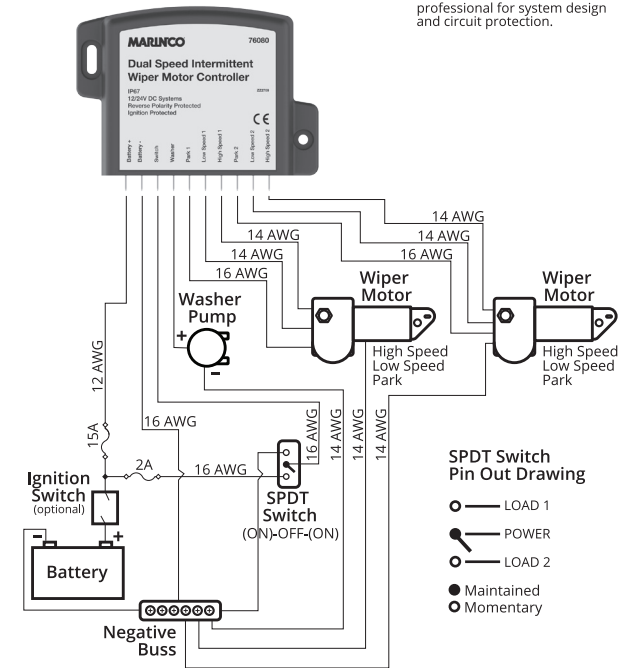 professional for system design
and circuit protection.
MARINCO
76080
Dual Speed Intermittent
Wiper Motor Controller
IP67
12/24V DC Systems
Reverse Polarity Protected
Ignition Protected
CE
Battery +
Battery -
Switch
Washer
Park 1
Low Speed 1
High Speed 1
Park 2
Low Speed 2
High Speed 2
14 AWG
14 AWG
14 AWG
14 AWG
16 AWG
16 AWG
Wiper
Motor
Wiper
Motor
Washer
Pump
+
-
High Speed
Low Speed
Park
High Speed
Low Speed
Park
12 AWG
16 AWG
16 AWG
14 AWG
14 AWG
14 AWG
15A
2A
16 AWG
Ignition
Switch
(optional)
SPDT
Switch
(ON)-OFF-(ON)
-
+
Battery
Negative
Buss
SPDT Switch
Pin Out Drawing
LOAD 1
POWER
LOAD 2
Maintained
Momentary